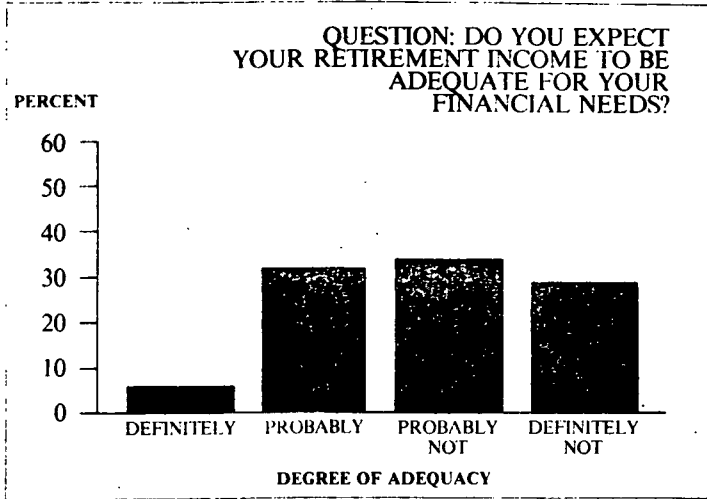 QUESTION: DO YOU EXPECT
YOUR RETIREMENT INCOME TO BE
ADEQUATE FOR YOUR
FINANCIAL NEEDS?
PERCENT
60
50
40
30
20
10
0
DEFINITELY PROBABLY PROBABLY NOT DEFINITELY NOT
DEGREE OF ADEQUACY